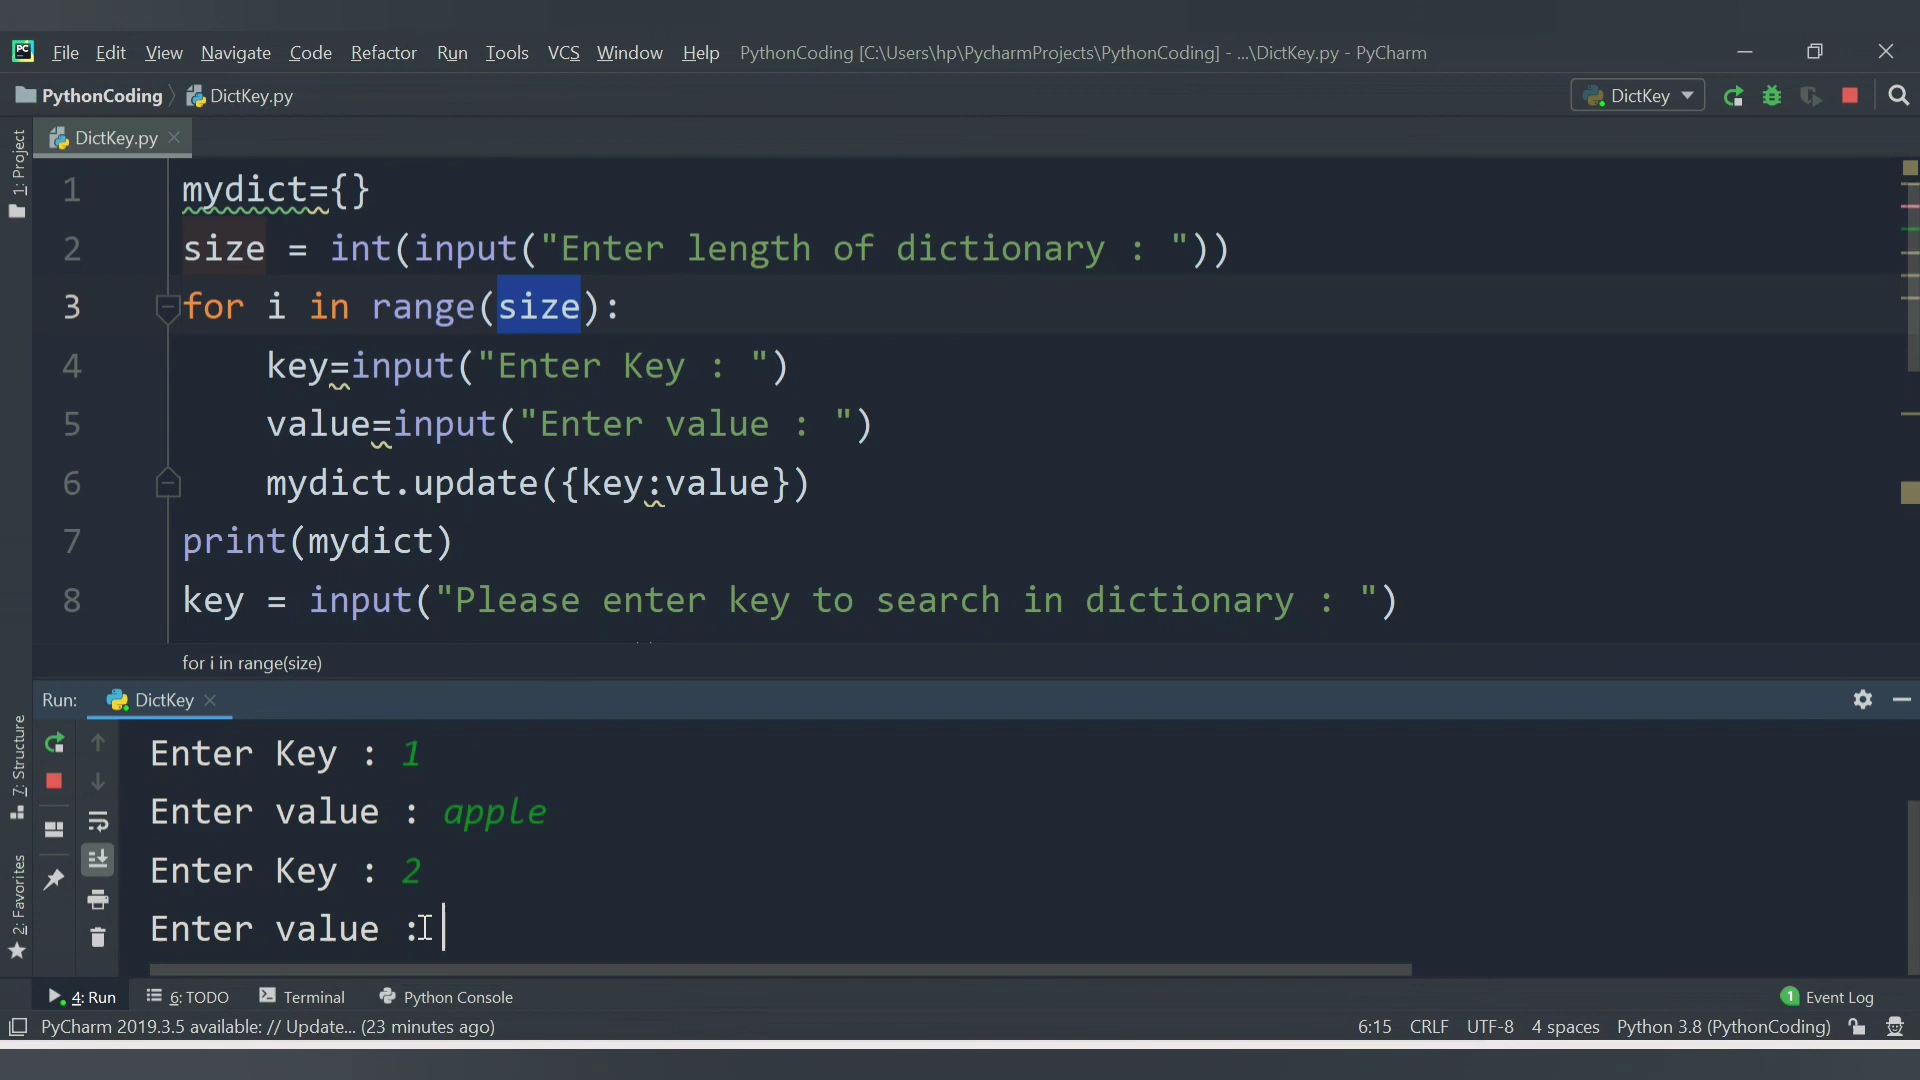 PC File Edit View Navigate Code Refactor Run Tools VCS Window Help PythonCoding [C:\Users\hp\PycharmProjects\PythonCoding] - ...\DictKey.py - PyCharm
PythonCoding DictKey.py DictKey
1: Project
DictKey.py
1 mydict={}
2 size = int(input("Enter length of dictionary : "))
3 for i in range(size):
4 key=input("Enter Key : ")
5 value=input("Enter value : ")
6 mydict.update({key:value})
7 print(mydict)
8 key = input("Please enter key to search in dictionary : ")
for i in range(size)
Run: DictKey
7: Structure
2: Favorites
Enter Key : 1
Enter value : apple
Enter Key : 2
Enter value :
4: Run 6: TODO Terminal Python Console 1 Event Log
PyCharm 2019.3.5 available: // Update... (23 minutes ago) 6:15 CRLF UTF-8 4 spaces Python 3.8 (PythonCoding)